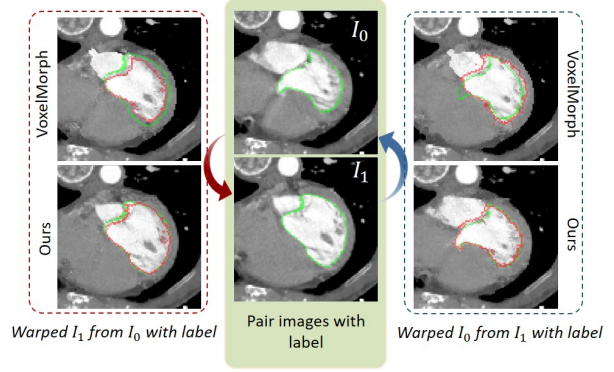 VoxelMorph
Ours
Warped I₁ from I₀ with label
I₀
I₁
Pair images with
label
VoxelMorph
Ours
Warped I₀ from I₁ with label